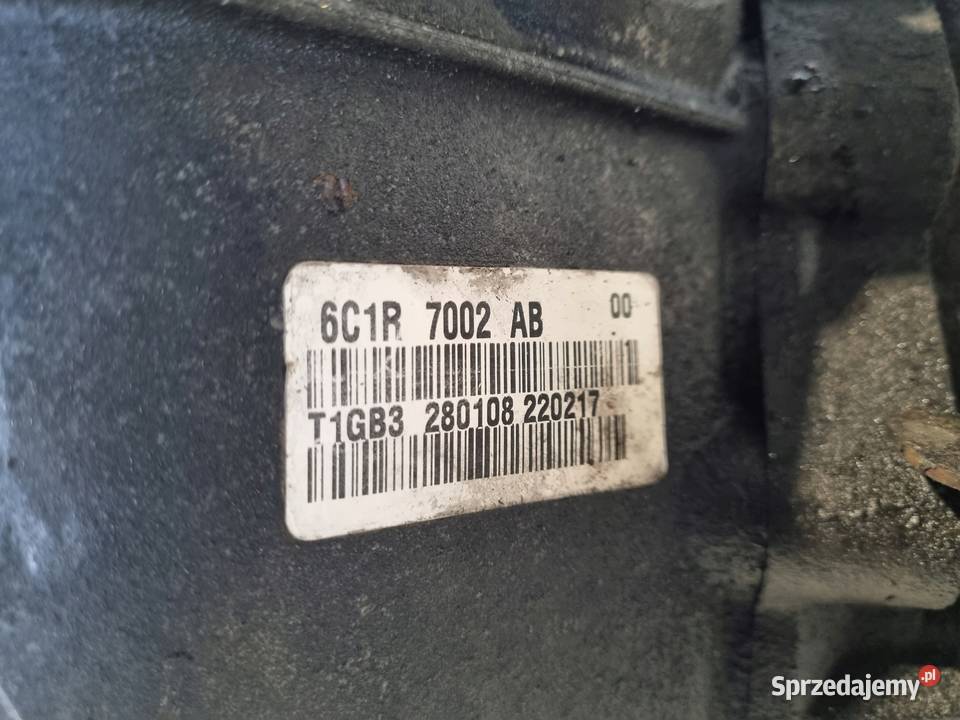 6C1R 7002 AB 00
T1GB3 280108 220217
Sprzedajemy.pl